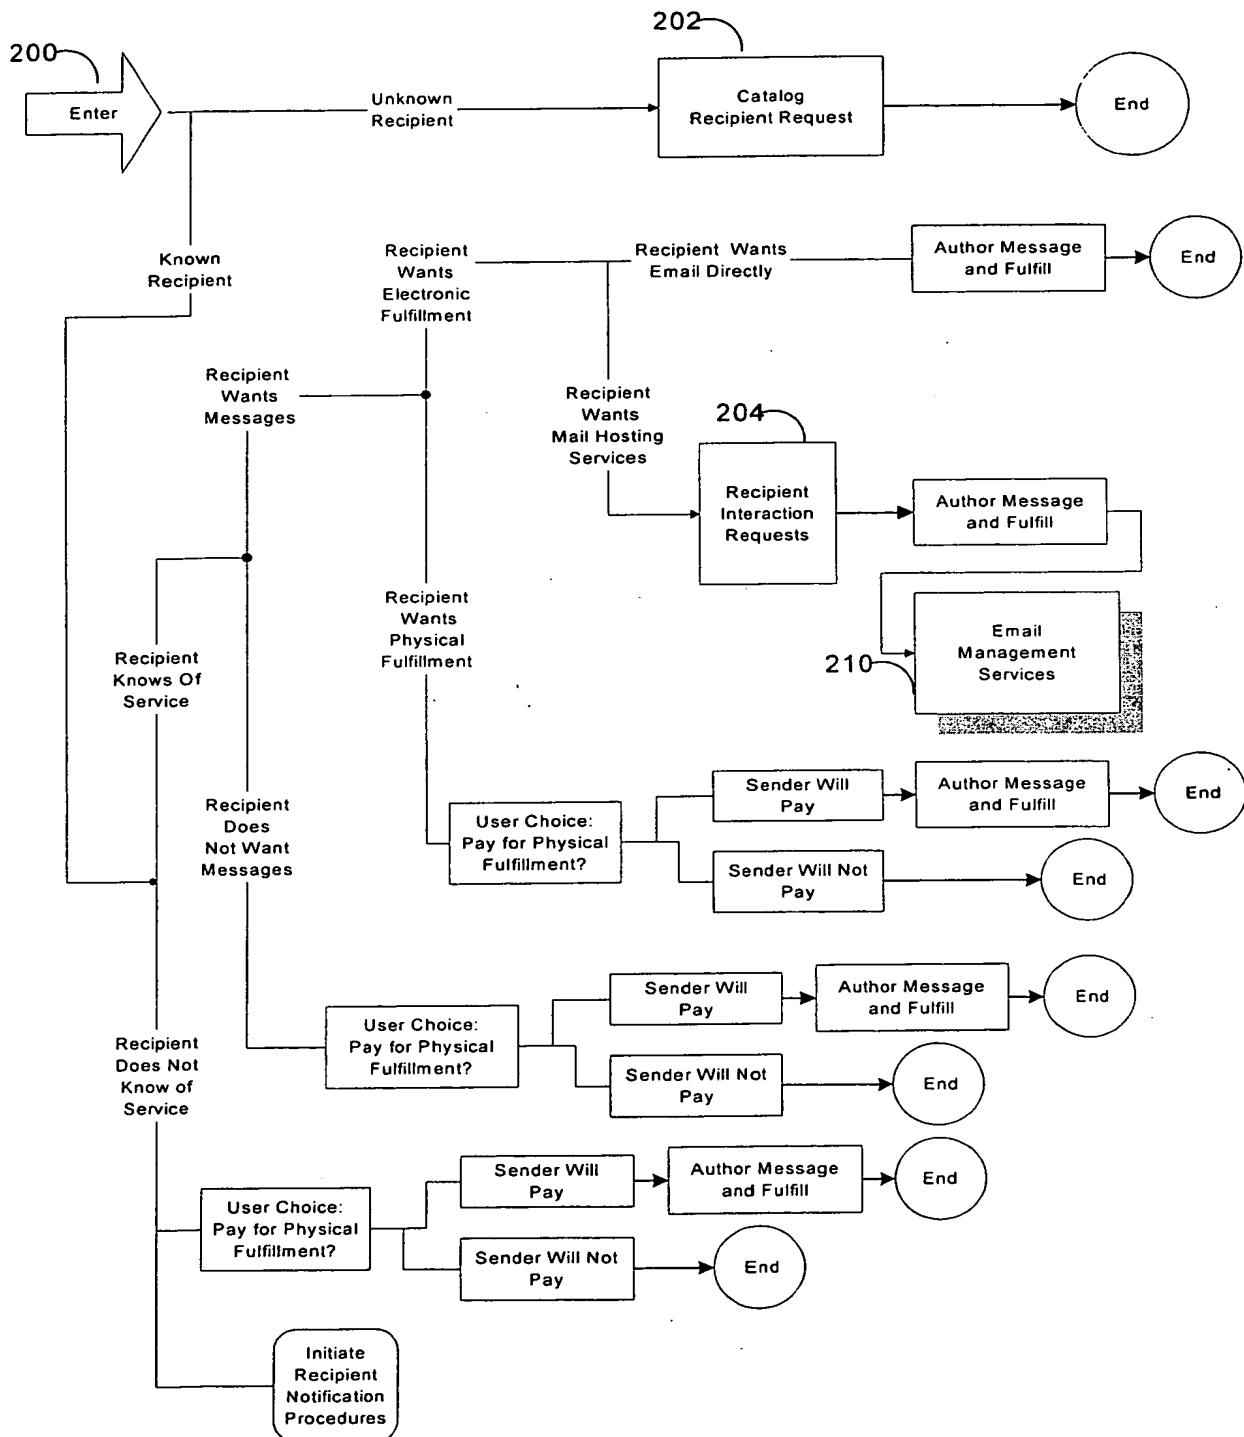 202
200
Enter
Unknown
Recipient
Catalog
Recipient Request
End
Known
Recipient
Recipient
Wants
Electronic
Fulfillment
Recipient Wants
Email Directly
Author Message
and Fulfill
End
Recipient
Wants
Messages
Recipient
Wants
Mail Hosting
Services
204
Recipient
Interaction
Requests
Author Message
and Fulfill
Recipient
Wants
Physical
Fulfillment
Email
Management
Services
210
Recipient
Knows Of
Service
Recipient
Does
Not Want
Messages
User Choice:
Pay for Physical
Fulfillment?
Sender Will
Pay
Author Message
and Fulfill
End
Sender Will Not
Pay
End
Recipient
Does Not
Know of
Service
User Choice:
Pay for Physical
Fulfillment?
Sender Will
Pay
Author Message
and Fulfill
End
Sender Will Not
Pay
End
User Choice:
Pay for Physical
Fulfillment?
Sender Will
Pay
Author Message
and Fulfill
End
Sender Will Not
Pay
End
Initiate
Recipient
Notification
Procedures